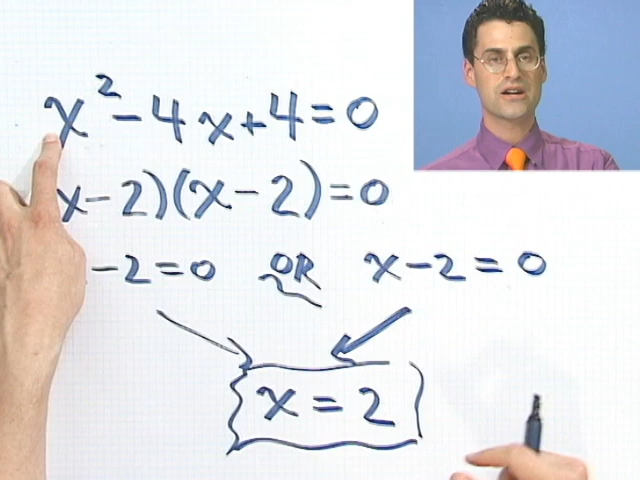 x² - 4x + 4 = 0
x - 2)(x - 2) = 0
- 2 = 0 OR x - 2 = 0
x = 2